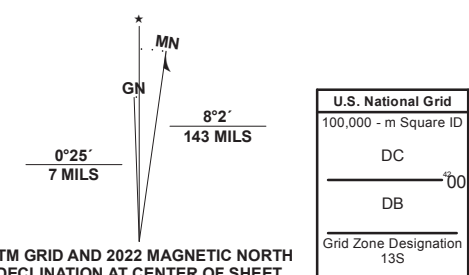 ★
MN
GN
8°2´
143 MILS
0°25´
7 MILS
TM GRID AND 2022 MAGNETIC NORTH
DECLINATION AT CENTER OF SHEET
U.S. National Grid
100,000 - m Square ID
DC
4200
DB
Grid Zone Designation
13S